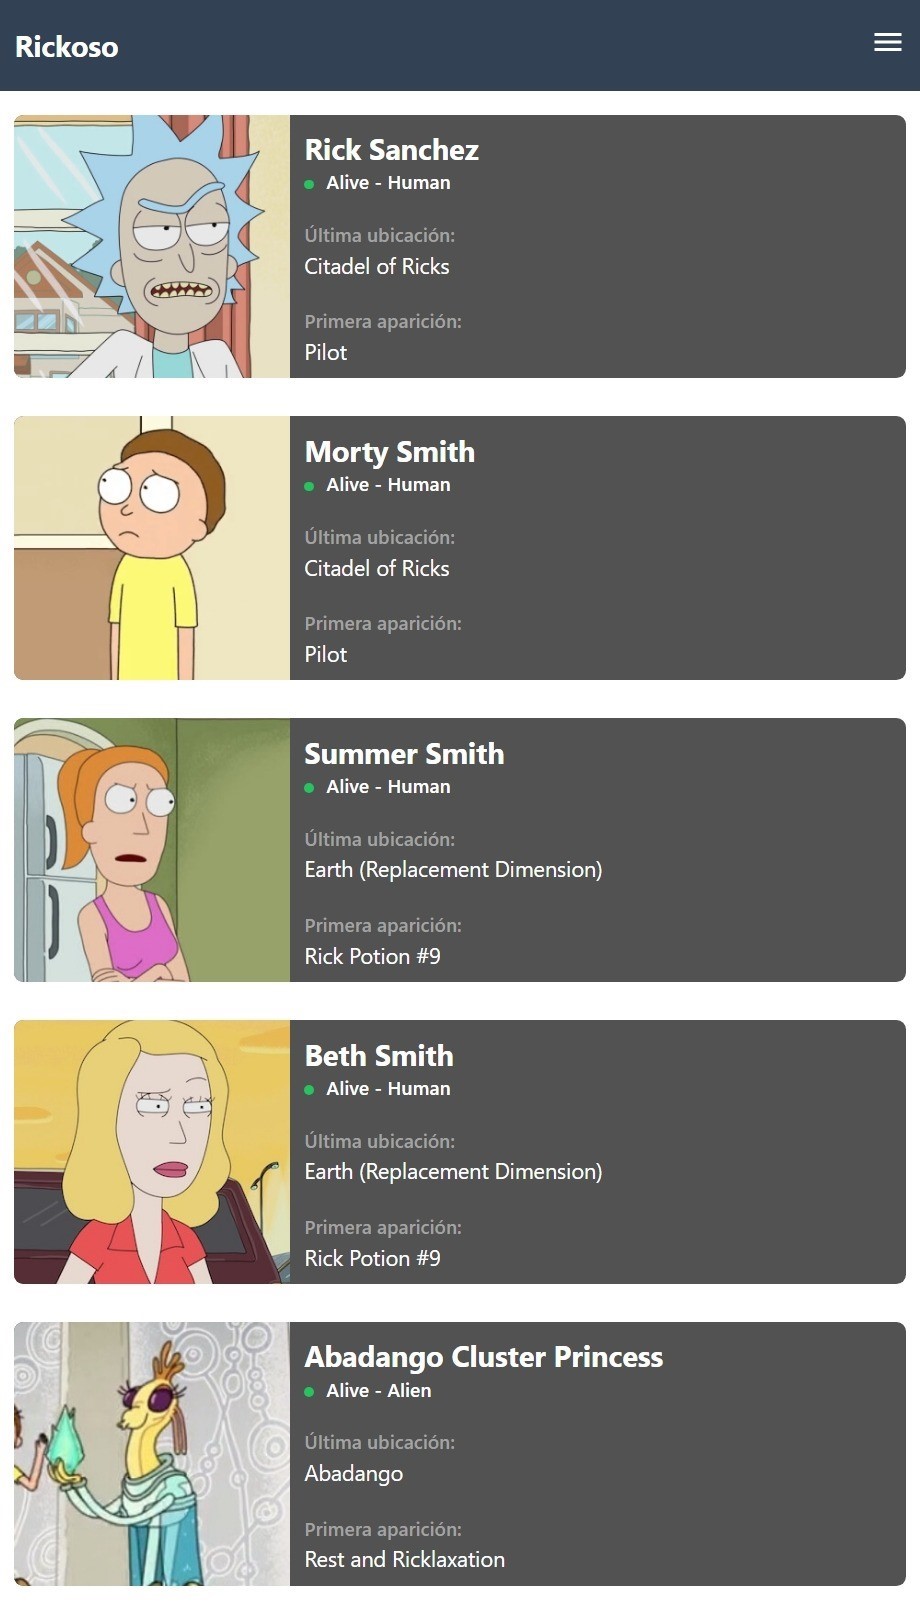 Rickoso
Rick Sanchez
Alive - Human
Última ubicación:
Citadel of Ricks
Primera aparición:
Pilot
Morty Smith
Alive - Human
Última ubicación:
Citadel of Ricks
Primera aparición:
Pilot
Summer Smith
Alive - Human
Última ubicación:
Earth (Replacement Dimension)
Primera aparición:
Rick Potion #9
Beth Smith
Alive - Human
Última ubicación:
Earth (Replacement Dimension)
Primera aparición:
Rick Potion #9
Abadango Cluster Princess
Alive - Alien
Última ubicación:
Abadango
Primera aparición:
Rest and Ricklaxation